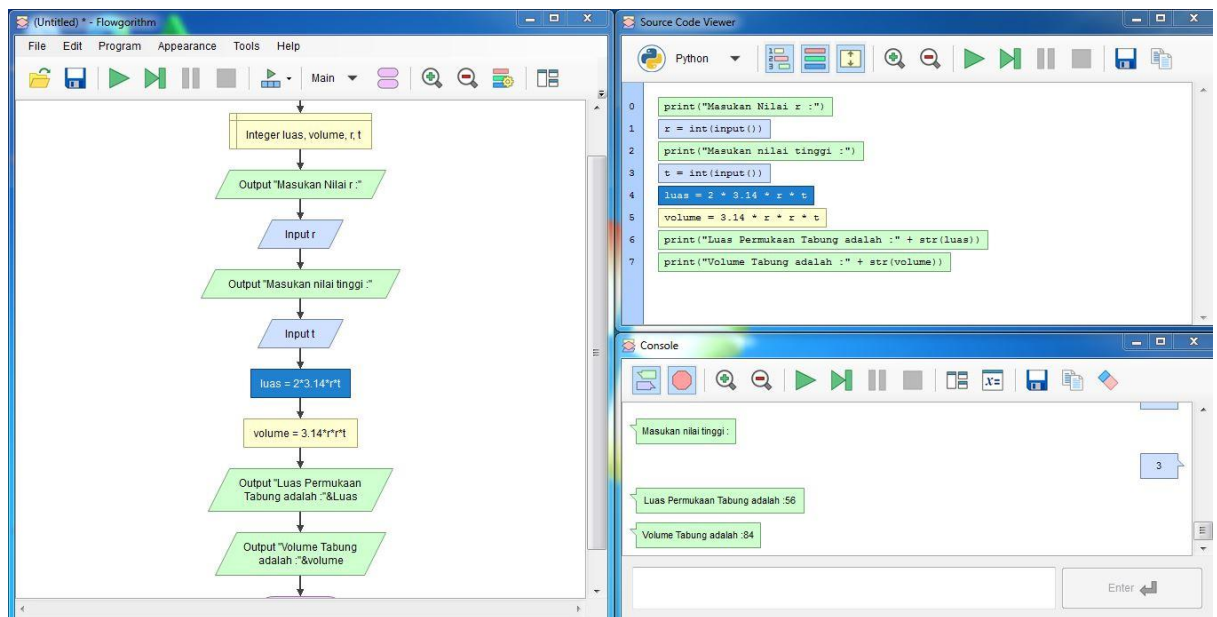 (Untitled) * - Flowgorithm
File Edit Program Appearance Tools Help
Main
Integer luas, volume, r, t
Output "Masukan Nilai r :"
Input r
Output "Masukan nilai tinggi :"
Input t
luas = 2*3.14*r*t
volume = 3.14*r*r*t
Output "Luas Permukaan
Tabung adalah :"&Luas
Output "Volume Tabung
adalah :"&volume
Source Code Viewer
Python
0 print("Masukan Nilai r :")
1 r = int(input())
2 print("Masukan nilai tinggi :")
3 t = int(input())
4 luas = 2 * 3.14 * r * t
5 volume = 3.14 * r * r * t
6 print("Luas Permukaan Tabung adalah :" + str(luas))
7 print("Volume Tabung adalah :" + str(volume))
Console
Masukan nilai tinggi :
3
Luas Permukaan Tabung adalah :56
Volume Tabung adalah :84
Enter